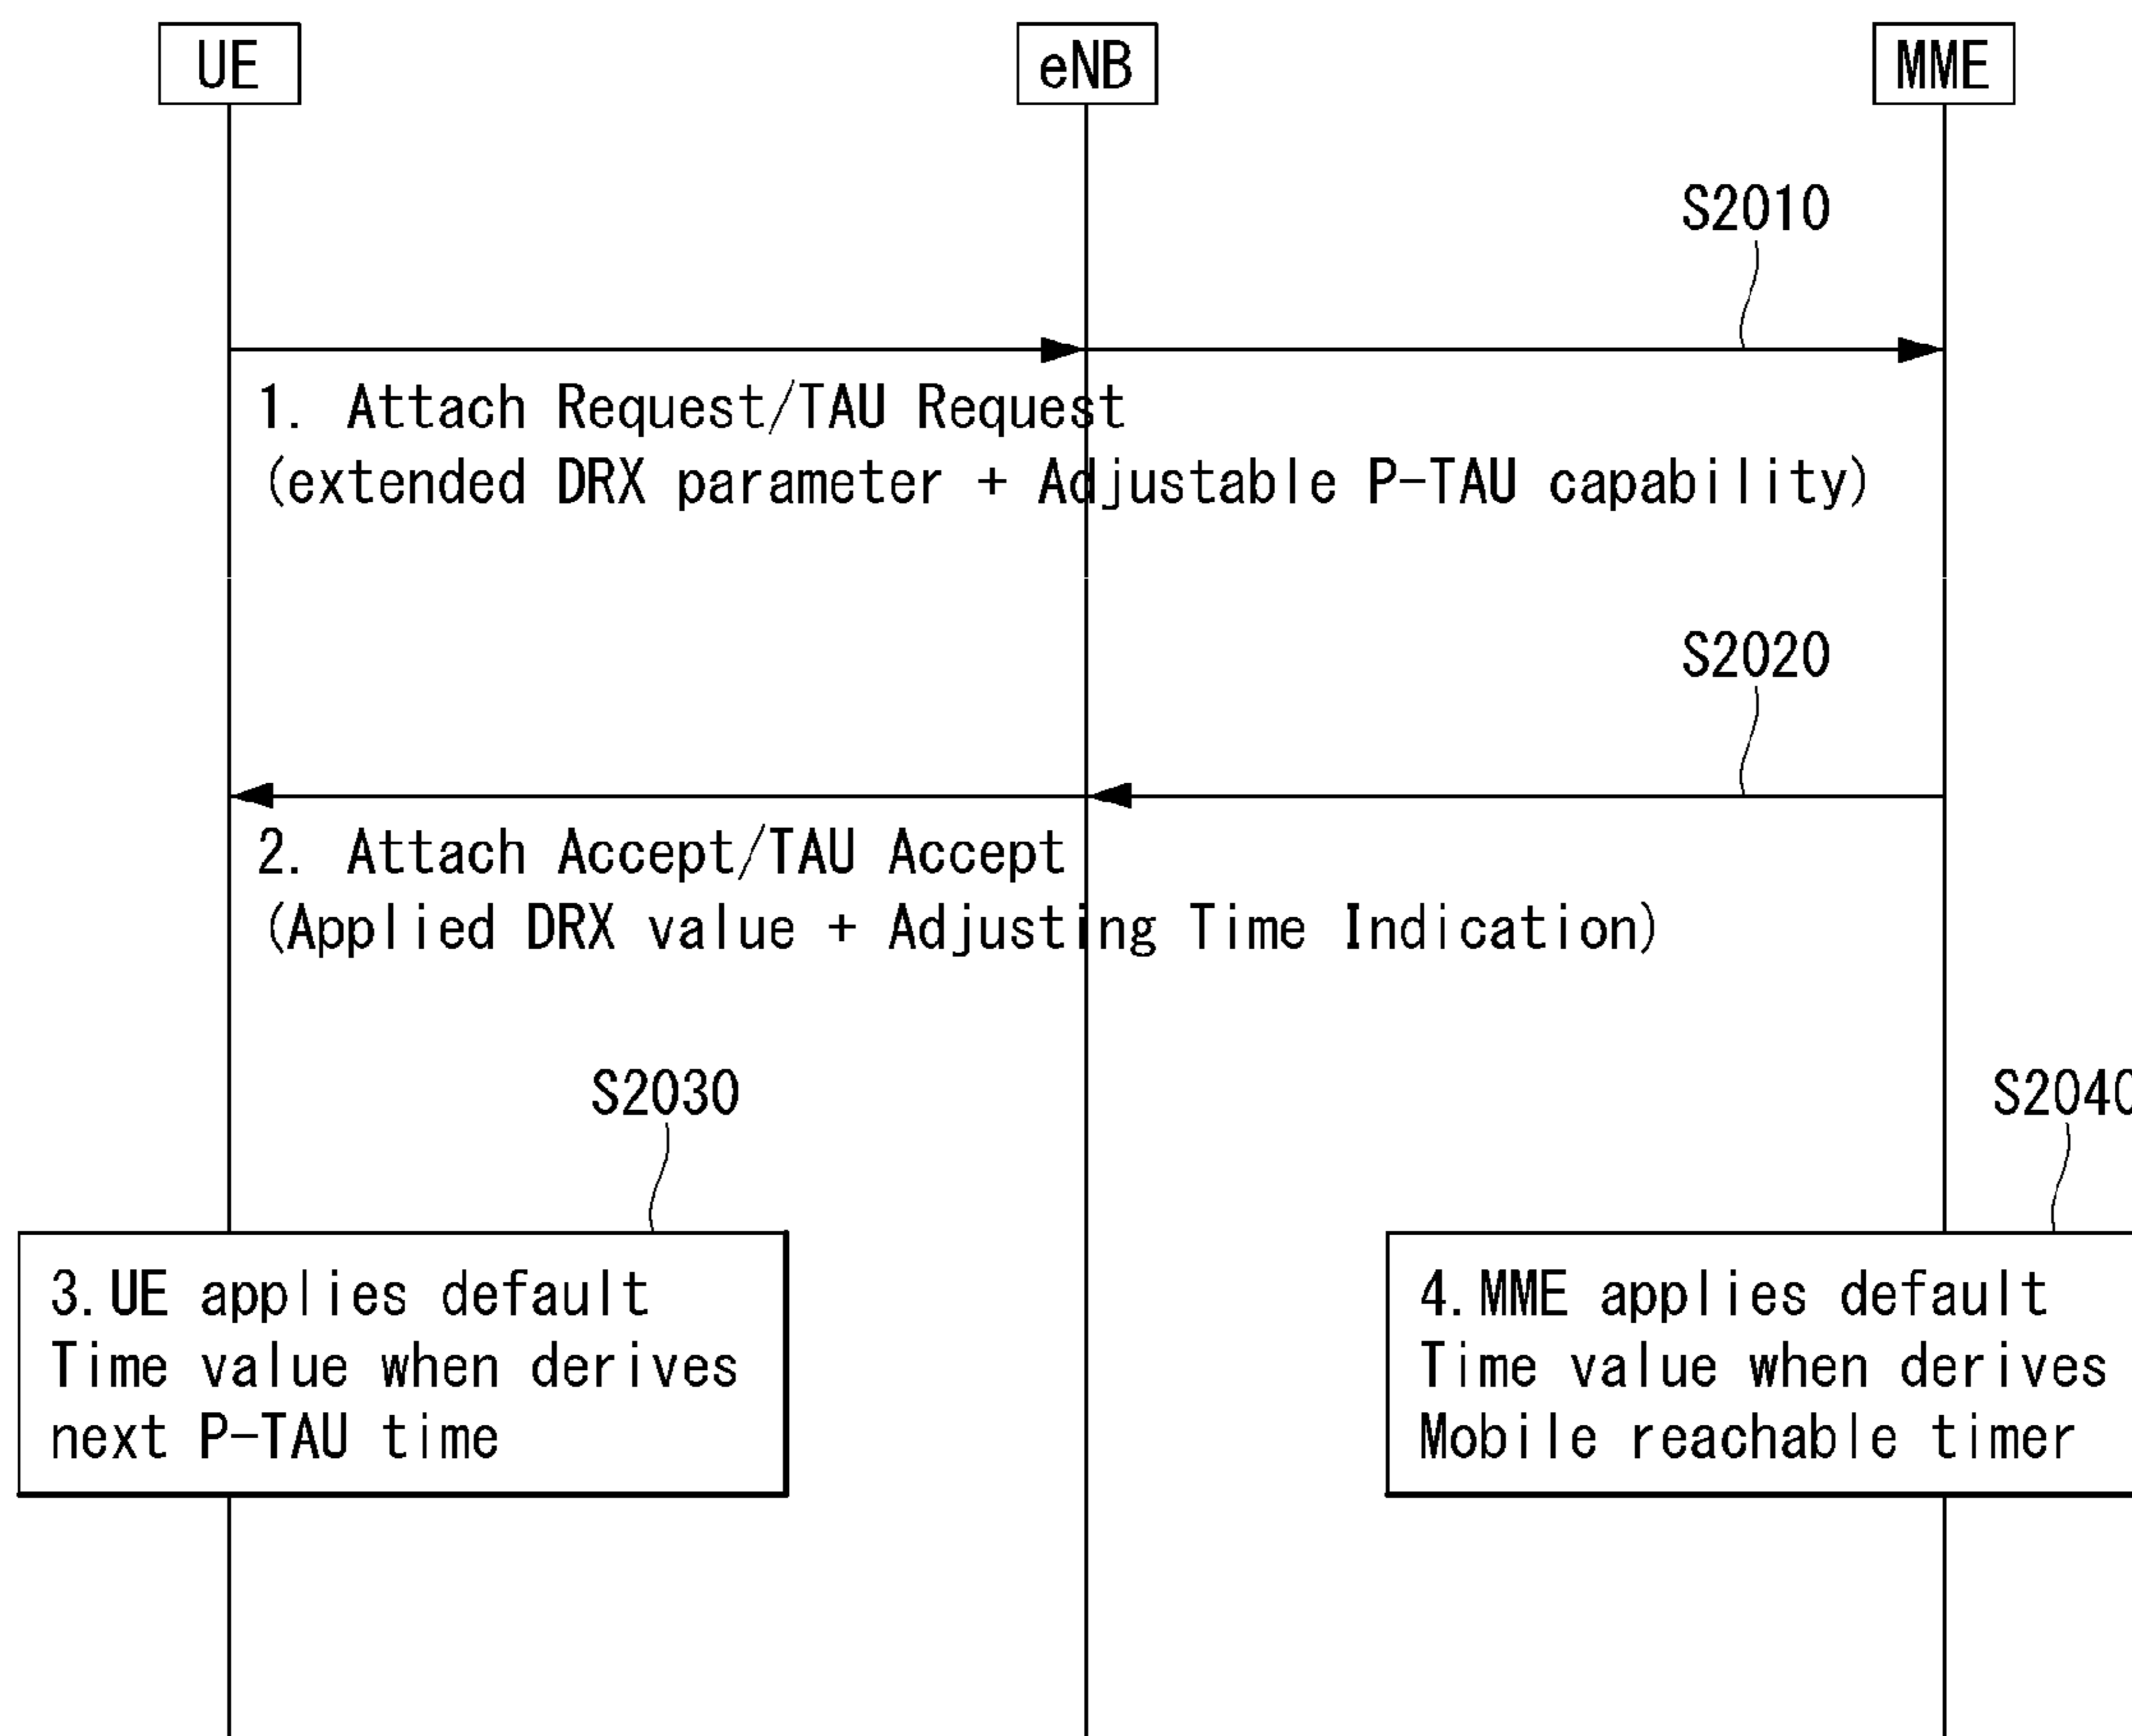 UE
eNB
MME
S2010
1. Attach Request/TAU Request
(extended DRX parameter + Adjustable P-TAU capability)
S2020
2. Attach Accept/TAU Accept
(Applied DRX value + Adjusting Time Indication)
S2030
S2040
3. UE applies default
Time value when derives
next P-TAU time
4. MME applies default
Time value when derives
Mobile reachable timer